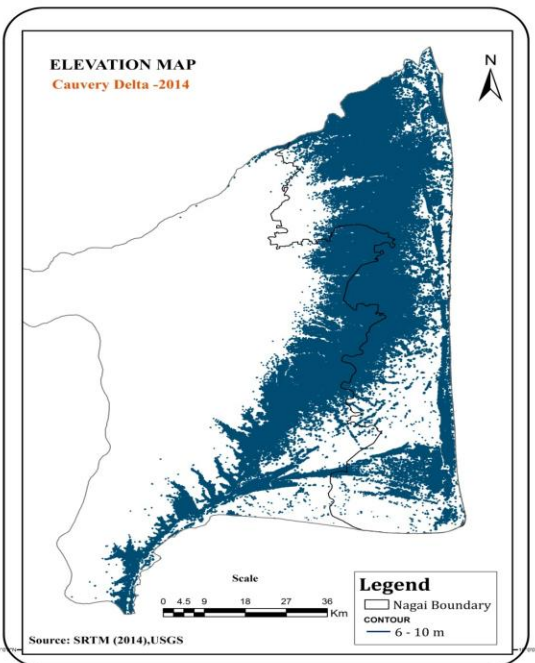 ELEVATION MAP
Cauvery Delta -2014
N
Scale
0 4.5 9 18 27 36
Km
Legend
Nagai Boundary
CONTOUR
6 - 10 m
Source: SRTM (2014),USGS